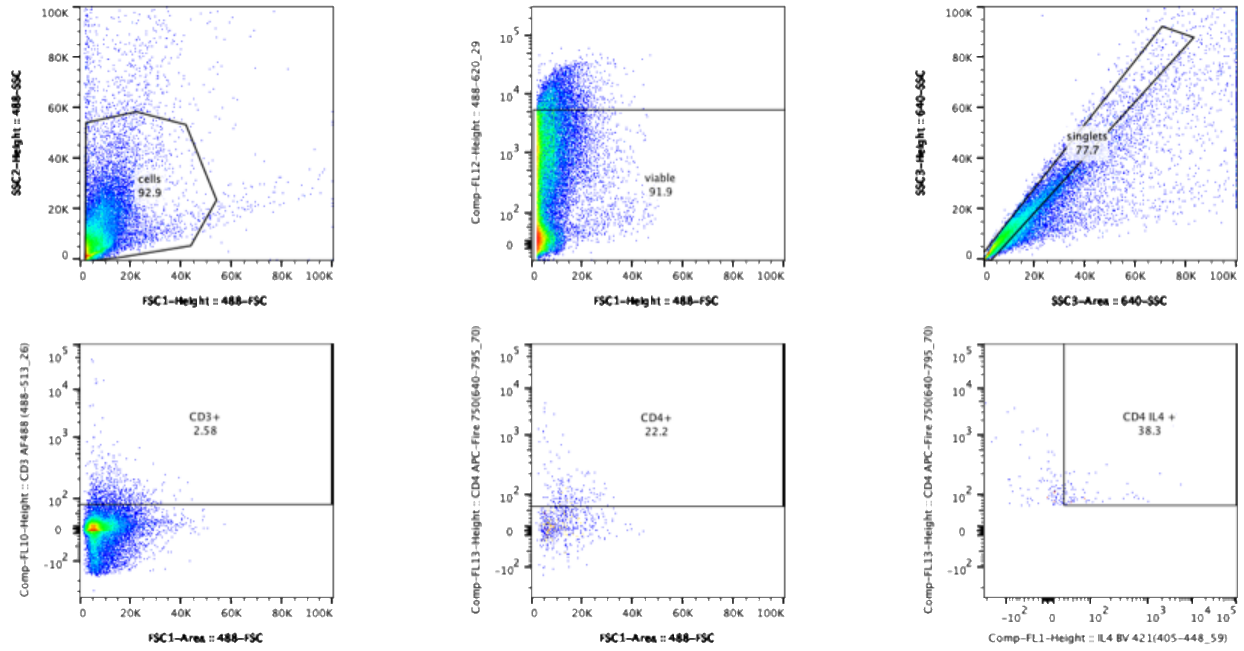 100K
80K
60K
40K
20K
0
cells
92.9
0 20K 40K 60K 80K 100K
FSC1-Height :: 488-FSC
SSC2-Height :: 488-SSC
10^5
10^4
10^3
10^2
0
viable
91.9
0 20K 40K 60K 80K 100K
FSC1-Height :: 488-FSC
Comp-FL12-Height :: 488-620_29
100K
80K
60K
40K
20K
0
singlets
77.7
0 20K 40K 60K 80K 100K
SSC3-Area :: 640-SSC
SSC3-Height :: 640-SSC
10^5
10^4
10^3
10^2
0
-10^2
CD3+
2.58
0 20K 40K 60K 80K 100K
FSC1-Area :: 488-FSC
Comp-FL10-Height :: CD3 AF488 (488-513_26)
10^5
10^4
10^3
10^2
0
-10^2
CD4+
22.2
0 20K 40K 60K 80K 100K
FSC1-Area :: 488-FSC
Comp-FL13-Height :: CD4 APC-Fire 750(640-795_70)
10^5
10^4
10^3
10^2
0
-10^2
CD4 IL4 +
38.3
-10^2 0 10^2 10^3 10^4 10^5
Comp-FL1-Height :: IL4 BV 421(405-448_59)
Comp-FL13-Height :: CD4 APC-Fire 750(640-795_70)